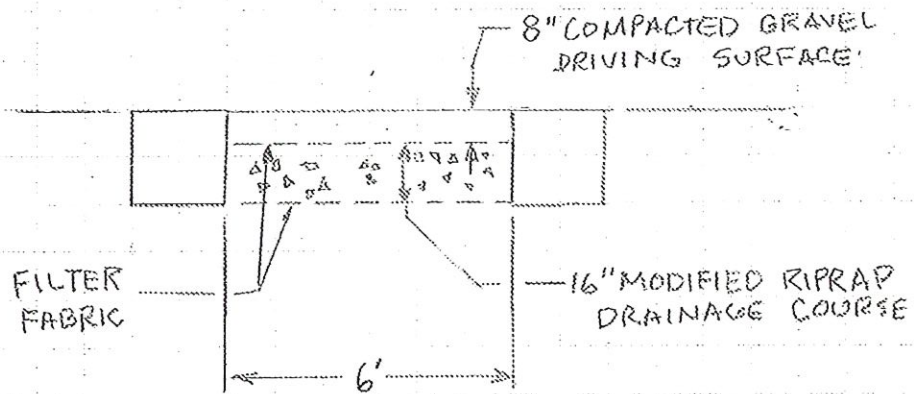 8" COMPACTED GRAVEL
DRIVING SURFACE
FILTER
FABRIC
16" MODIFIED RIPRAP
DRAINAGE COURSE
6'